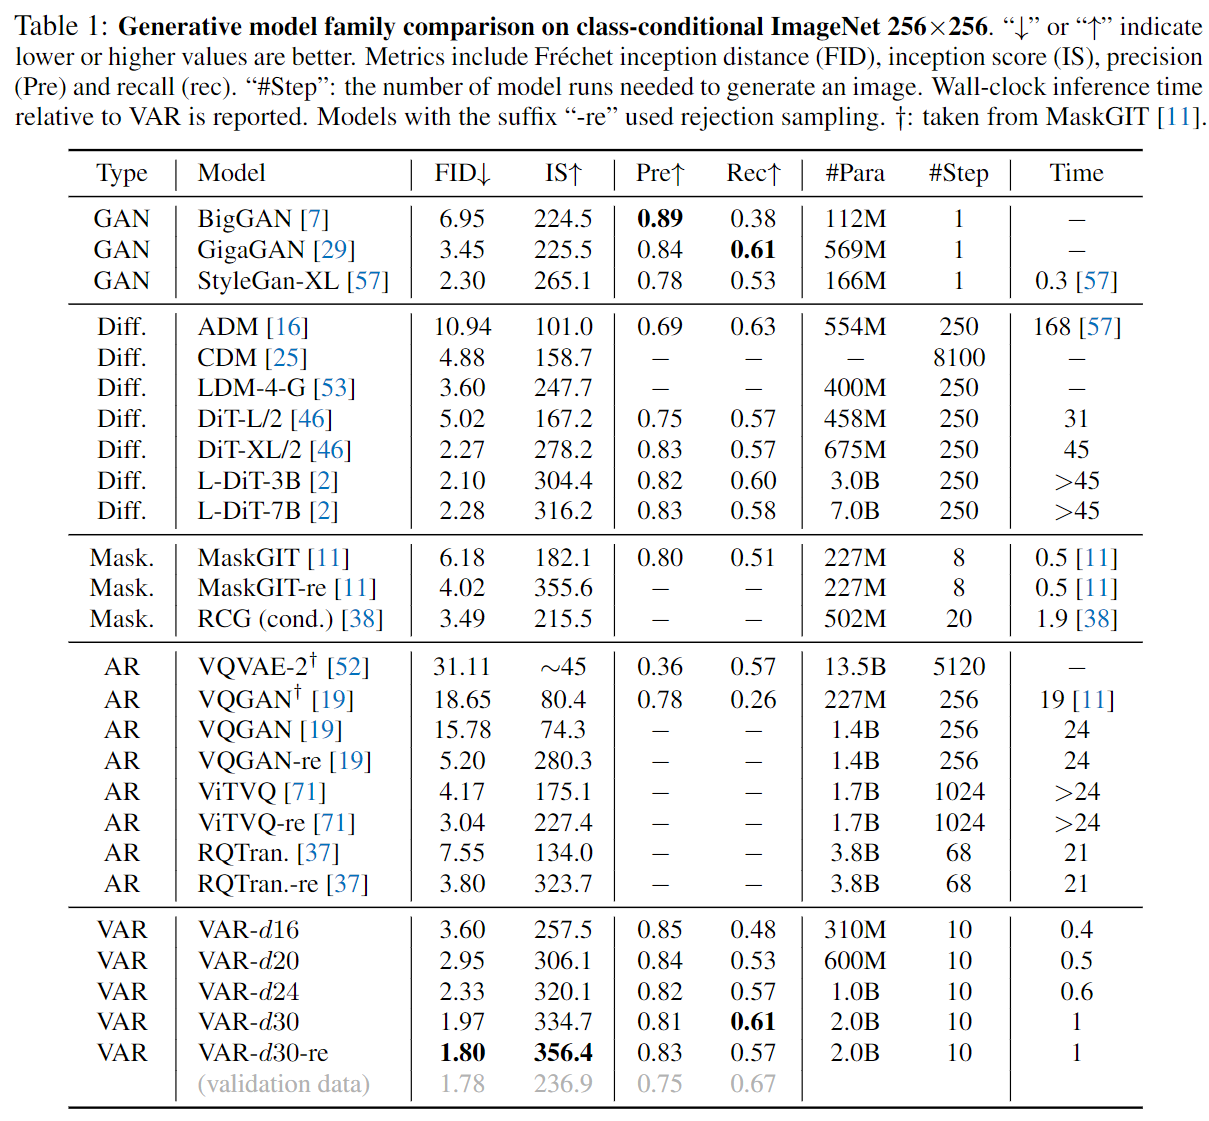 Table 1: Generative model family comparison on class-conditional ImageNet 256×256. “↓” or “↑” indicate
lower or higher values are better. Metrics include Fréchet inception distance (FID), inception score (IS), precision
(Pre) and recall (rec). “#Step”: the number of model runs needed to generate an image. Wall-clock inference time
relative to VAR is reported. Models with the suffix “-re” used rejection sampling. †: taken from MaskGIT [11].
Type Model FID↓ IS↑ Pre↑ Rec↑ #Para #Step Time
GAN BigGAN [7] 6.95 224.5 0.89 0.38 112M 1 −
GAN GigaGAN [29] 3.45 225.5 0.84 0.61 569M 1 −
GAN StyleGan-XL [57] 2.30 265.1 0.78 0.53 166M 1 0.3 [57]
Diff. ADM [16] 10.94 101.0 0.69 0.63 554M 250 168 [57]
Diff. CDM [25] 4.88 158.7 − − − 8100 −
Diff. LDM-4-G [53] 3.60 247.7 − − 400M 250 −
Diff. DiT-L/2 [46] 5.02 167.2 0.75 0.57 458M 250 31
Diff. DiT-XL/2 [46] 2.27 278.2 0.83 0.57 675M 250 45
Diff. L-DiT-3B [2] 2.10 304.4 0.82 0.60 3.0B 250 >45
Diff. L-DiT-7B [2] 2.28 316.2 0.83 0.58 7.0B 250 >45
Mask. MaskGIT [11] 6.18 182.1 0.80 0.51 227M 8 0.5 [11]
Mask. MaskGIT-re [11] 4.02 355.6 − − 227M 8 0.5 [11]
Mask. RCG (cond.) [38] 3.49 215.5 − − 502M 20 1.9 [38]
AR VQVAE-2† [52] 31.11 ∼45 0.36 0.57 13.5B 5120 −
AR VQGAN† [19] 18.65 80.4 0.78 0.26 227M 256 19 [11]
AR VQGAN [19] 15.78 74.3 − − 1.4B 256 24
AR VQGAN-re [19] 5.20 280.3 − − 1.4B 256 24
AR ViTVQ [71] 4.17 175.1 − − 1.7B 1024 >24
AR ViTVQ-re [71] 3.04 227.4 − − 1.7B 1024 >24
AR RQTran. [37] 7.55 134.0 − − 3.8B 68 21
AR RQTran.-re [37] 3.80 323.7 − − 3.8B 68 21
VAR VAR-d16 3.60 257.5 0.85 0.48 310M 10 0.4
VAR VAR-d20 2.95 306.1 0.84 0.53 600M 10 0.5
VAR VAR-d24 2.33 320.1 0.82 0.57 1.0B 10 0.6
VAR VAR-d30 1.97 334.7 0.81 0.61 2.0B 10 1
VAR VAR-d30-re 1.80 356.4 0.83 0.57 2.0B 10 1
(validation data) 1.78 236.9 0.75 0.67